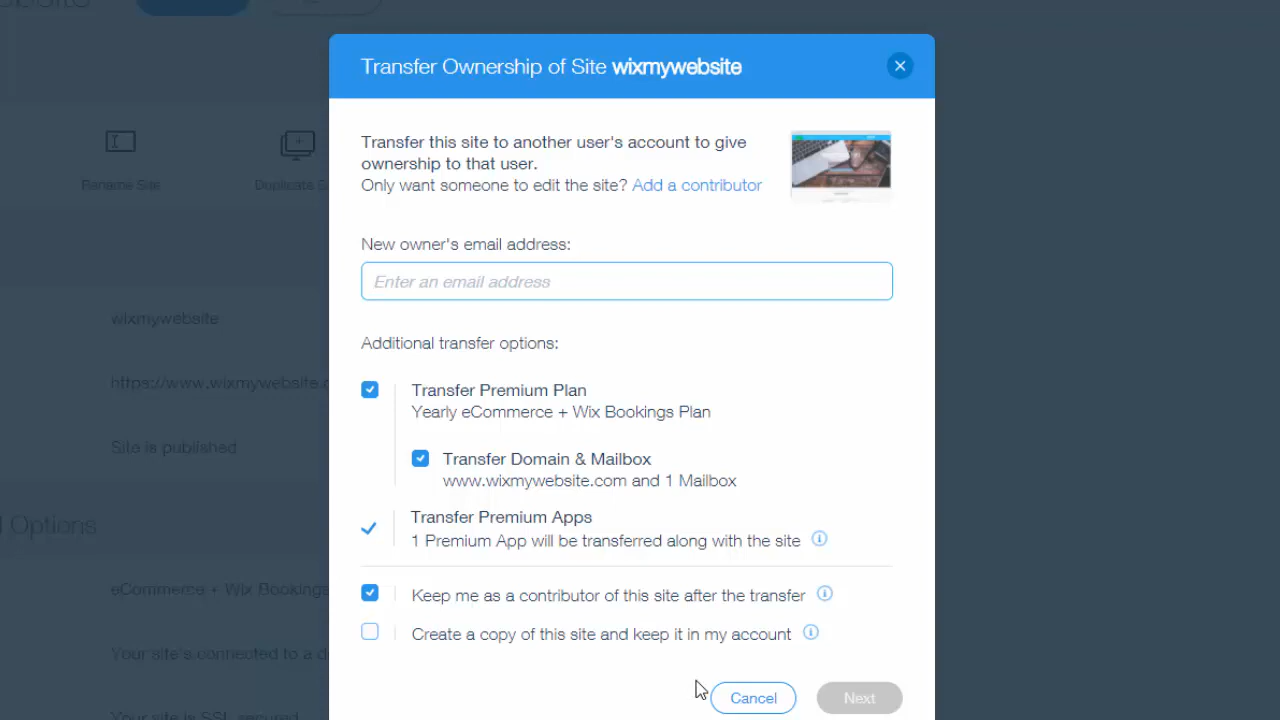 Transfer Ownership of Site wixmywebsite
Transfer this site to another user's account to give
ownership to that user.
Only want someone to edit the site? Add a contributor
Rename Site
Duplicate
New owner's email address:
Enter an email address
wixmywebsite
Additional transfer options:
https://www.wixmywebsite.
Transfer Premium Plan
Yearly eCommerce + Wix Bookings Plan
Site is published
Transfer Domain & Mailbox
www.wixmywebsite.com and 1 Mailbox
Options
Transfer Premium Apps
1 Premium App will be transferred along with the site
eCommerce + Wix Bookings
Keep me as a contributor of this site after the transfer
Create a copy of this site and keep it in my account
Your site's connected to a
Cancel
Next
Your site is SSL secured